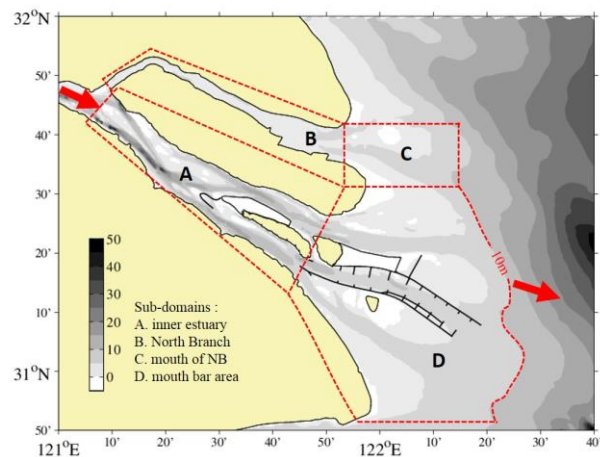 32°N
50'
40'
30'
20'
10'
31°N
50'
121°E
10'
20'
30'
40'
50'
122°E
10'
20'
30'
40'
A
B
C
D
10m
50
40
30
20
10
0
Sub-domains :
A. inner estuary
B. North Branch
C. mouth of NB
D. mouth bar area